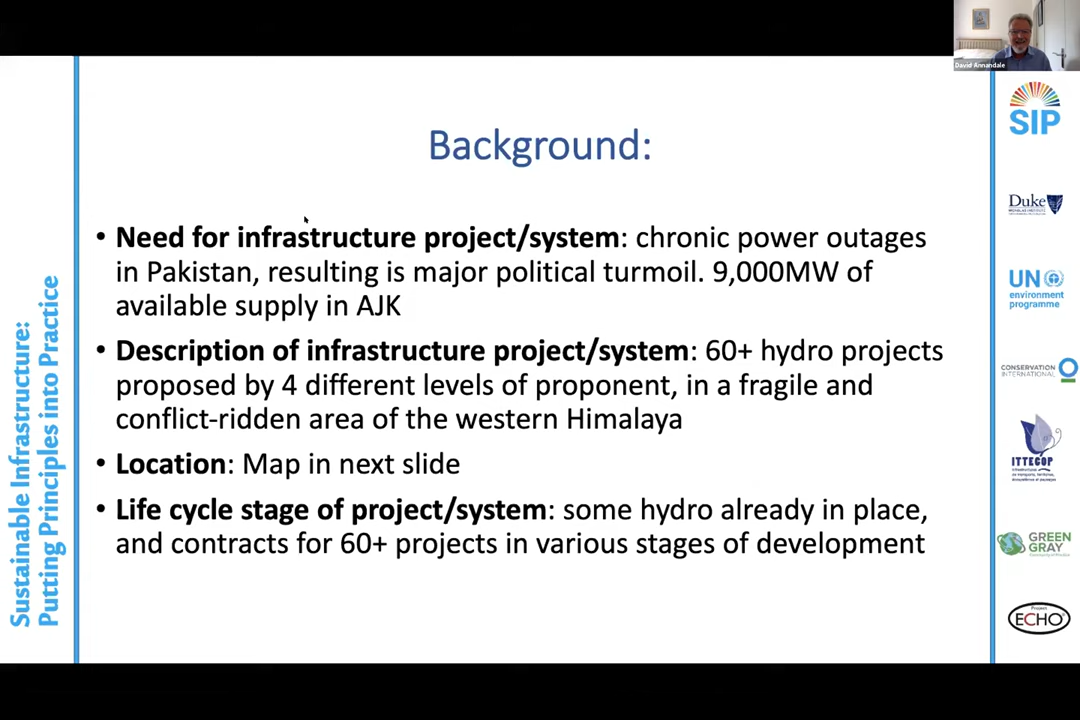 David Annandale
Background:
• Need for infrastructure project/system: chronic power outages
in Pakistan, resulting is major political turmoil. 9,000MW of
available supply in AJK
• Description of infrastructure project/system: 60+ hydro projects
proposed by 4 different levels of proponent, in a fragile and
conflict-ridden area of the western Himalaya
• Location: Map in next slide
• Life cycle stage of project/system: some hydro already in place,
and contracts for 60+ projects in various stages of development
Sustainable Infrastructure:
Putting Principles into Practice
SIP
Duke
UN
environment
programme
CONSERVATION
INTERNATIONAL
ITTECOP
GREEN
GRAY
Project
ECHO